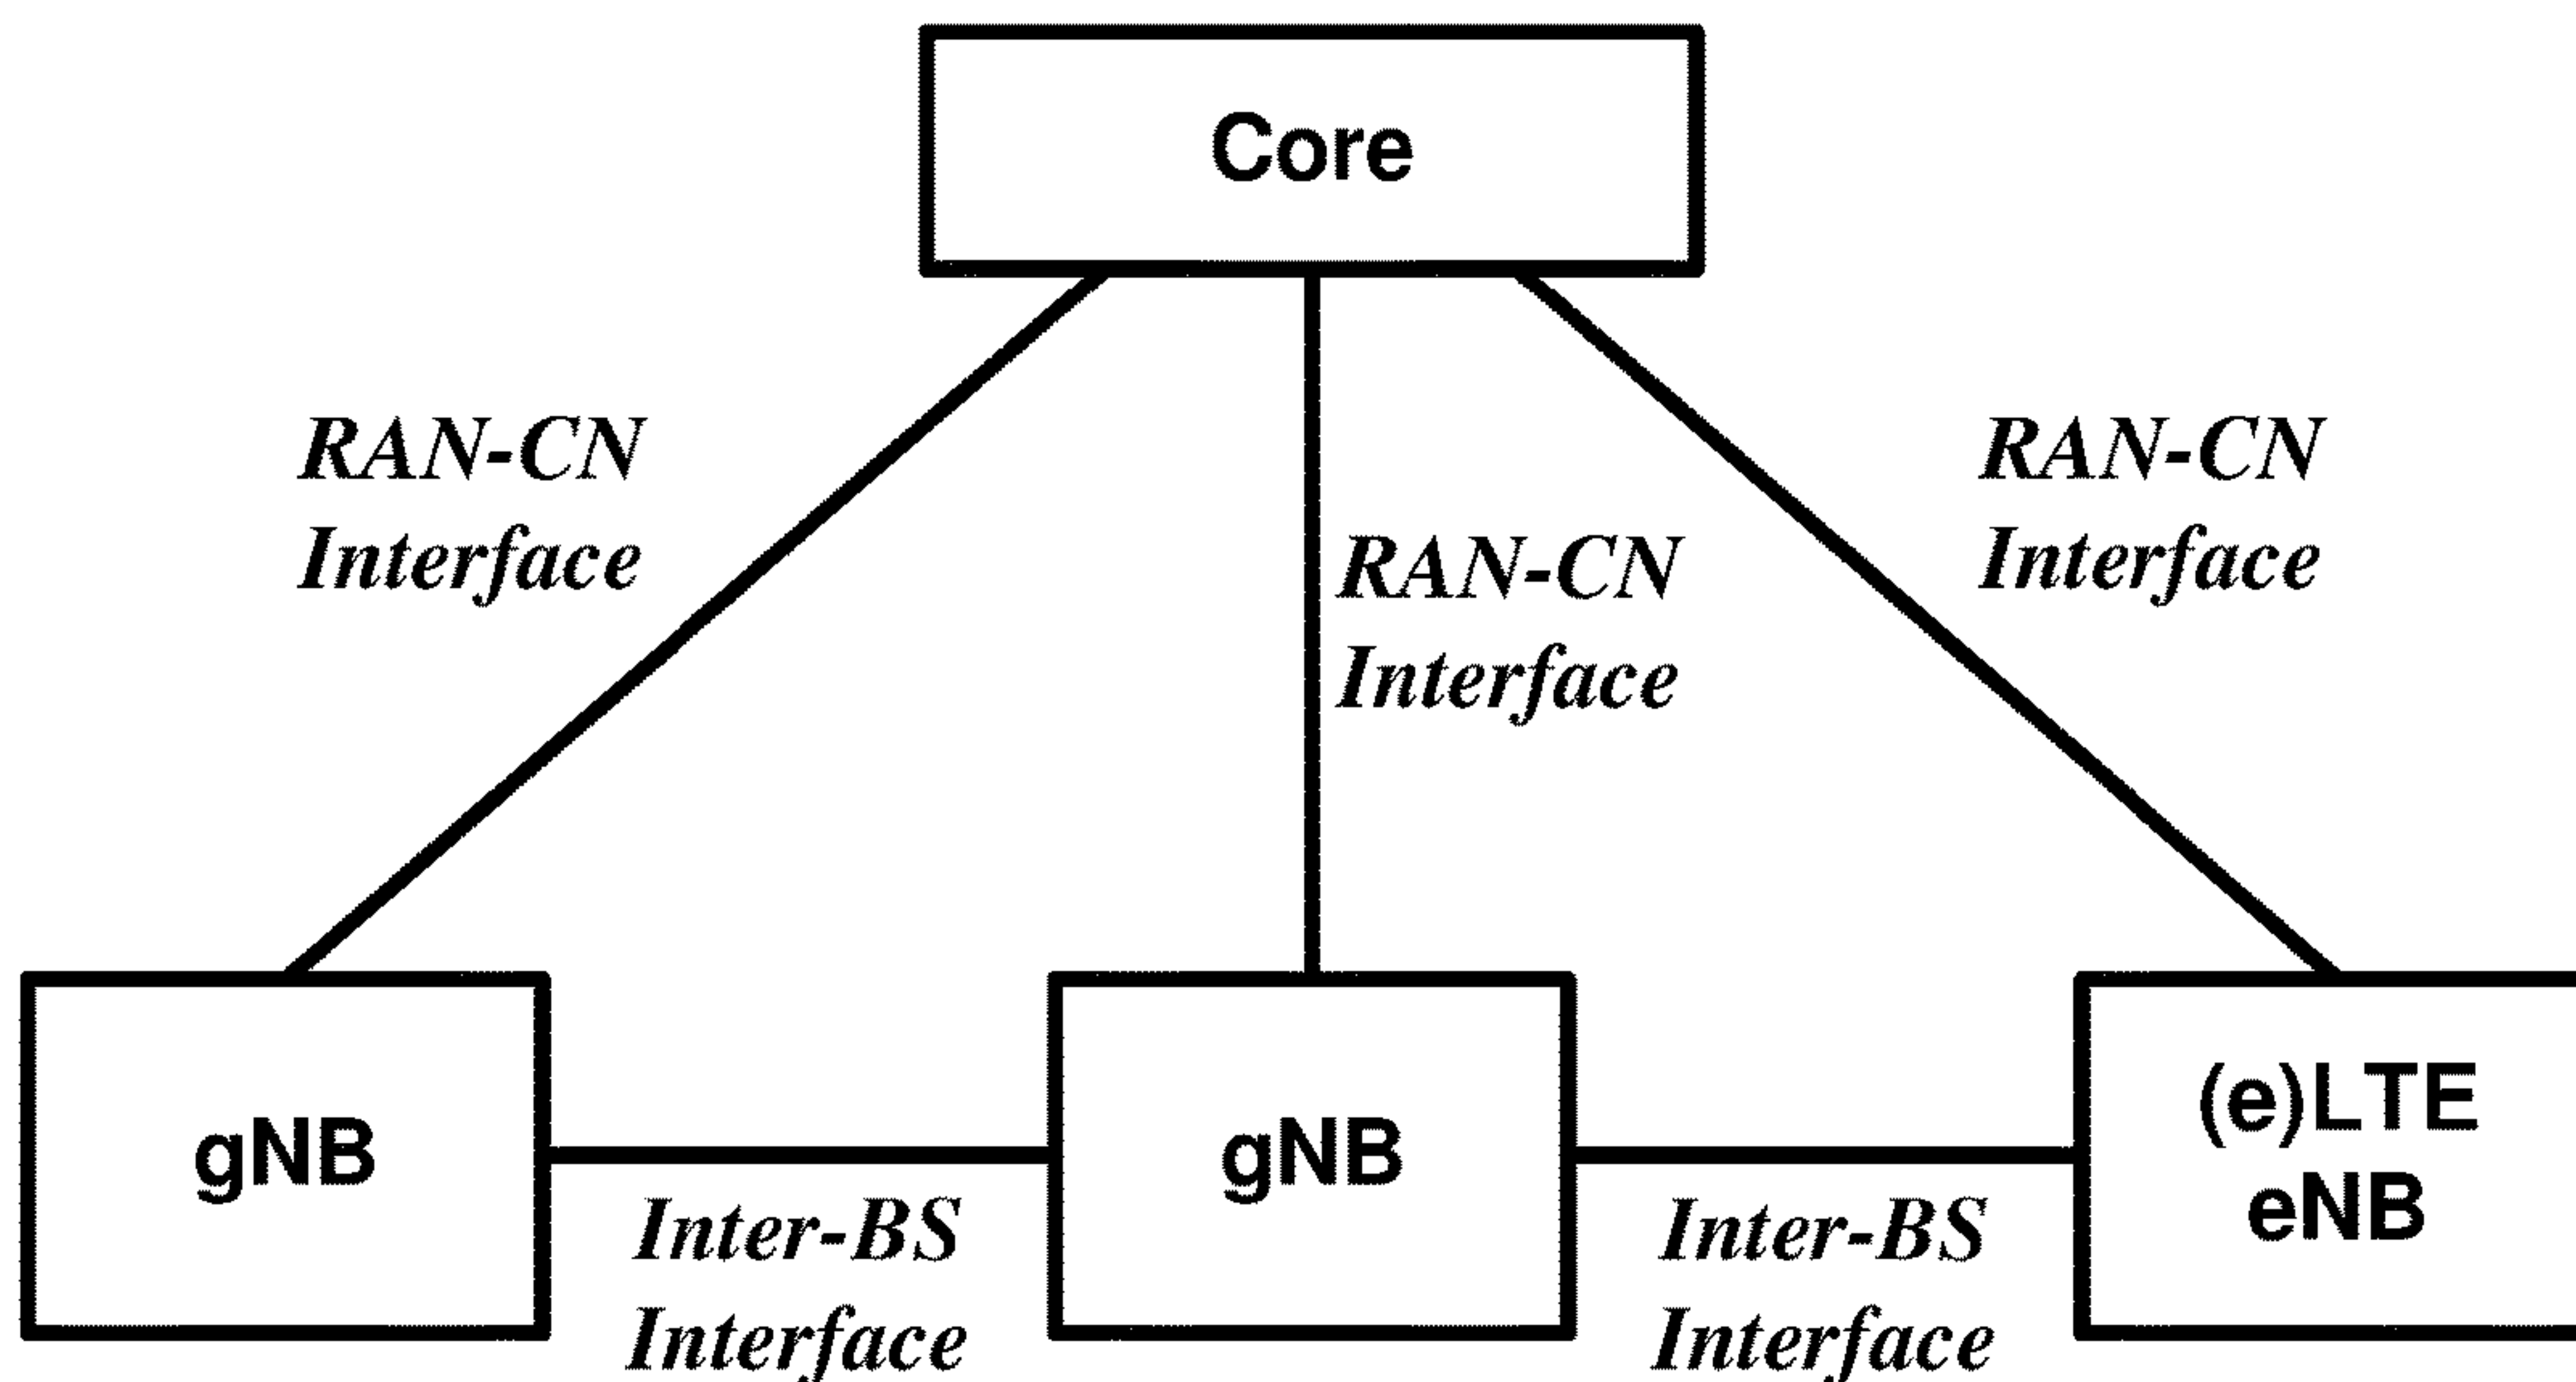 Core
RAN-CN
Interface
RAN-CN
Interface
RAN-CN
Interface
gNB
gNB
(e)LTE
eNB
Inter-BS
Interface
Inter-BS
Interface